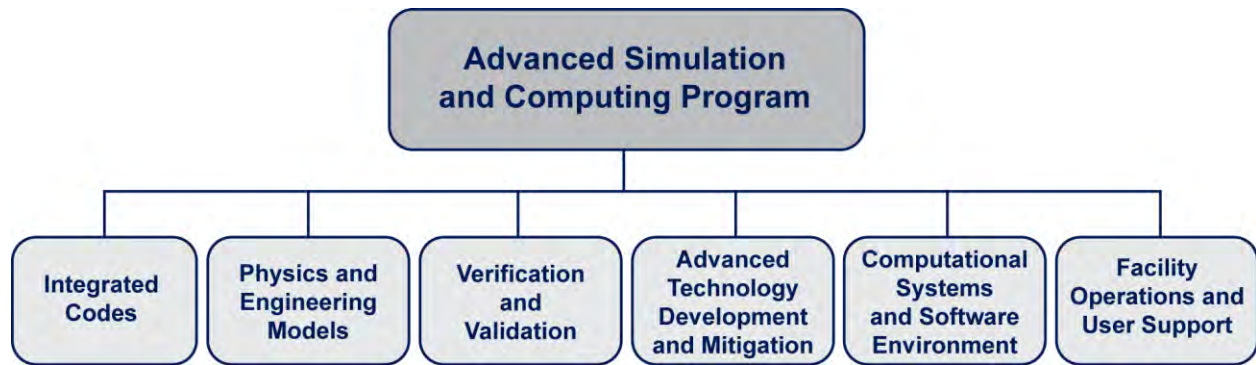 Advanced Simulation
and Computing Program
Integrated
Codes
Physics and
Engineering
Models
Verification
and
Validation
Advanced
Technology
Development
and Mitigation
Computational
Systems
and Software
Environment
Facility
Operations and
User Support